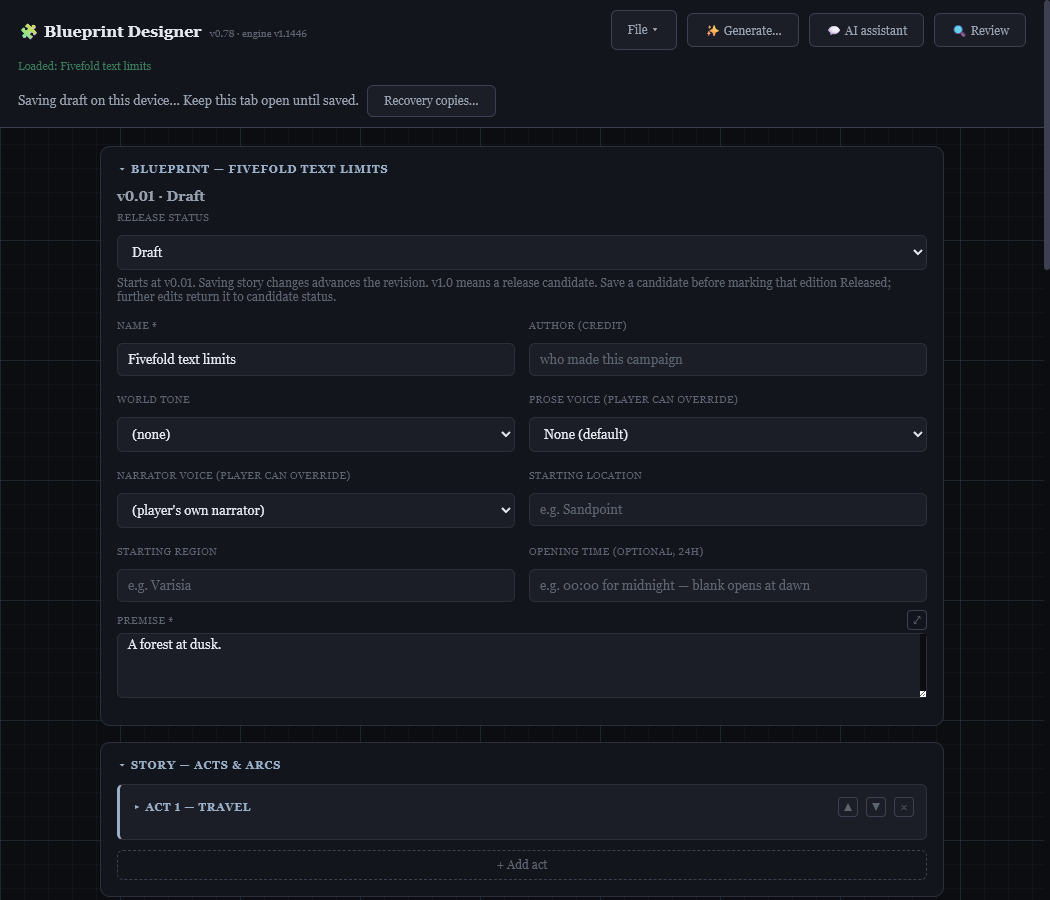 Blueprint Designer v0.78 · engine v1.1446
File ▾
Generate...
AI assistant
Review
Loaded: Fivefold text limits
Saving draft on this device... Keep this tab open until saved.
Recovery copies...
BLUEPRINT — FIVEFOLD TEXT LIMITS
v0.01 · Draft
RELEASE STATUS
Draft
Starts at v0.01. Saving story changes advances the revision. v1.0 means a release candidate. Save a candidate before marking that edition Released;
further edits return it to candidate status.
NAME *
AUTHOR (CREDIT)
Fivefold text limits
who made this campaign
WORLD TONE
PROSE VOICE (PLAYER CAN OVERRIDE)
(none)
None (default)
NARRATOR VOICE (PLAYER CAN OVERRIDE)
STARTING LOCATION
(player's own narrator)
e.g. Sandpoint
STARTING REGION
OPENING TIME (OPTIONAL, 24H)
e.g. Varisia
e.g. 00:00 for midnight — blank opens at dawn
PREMISE *
A forest at dusk.
STORY — ACTS & ARCS
ACT 1 — TRAVEL
+ Add act